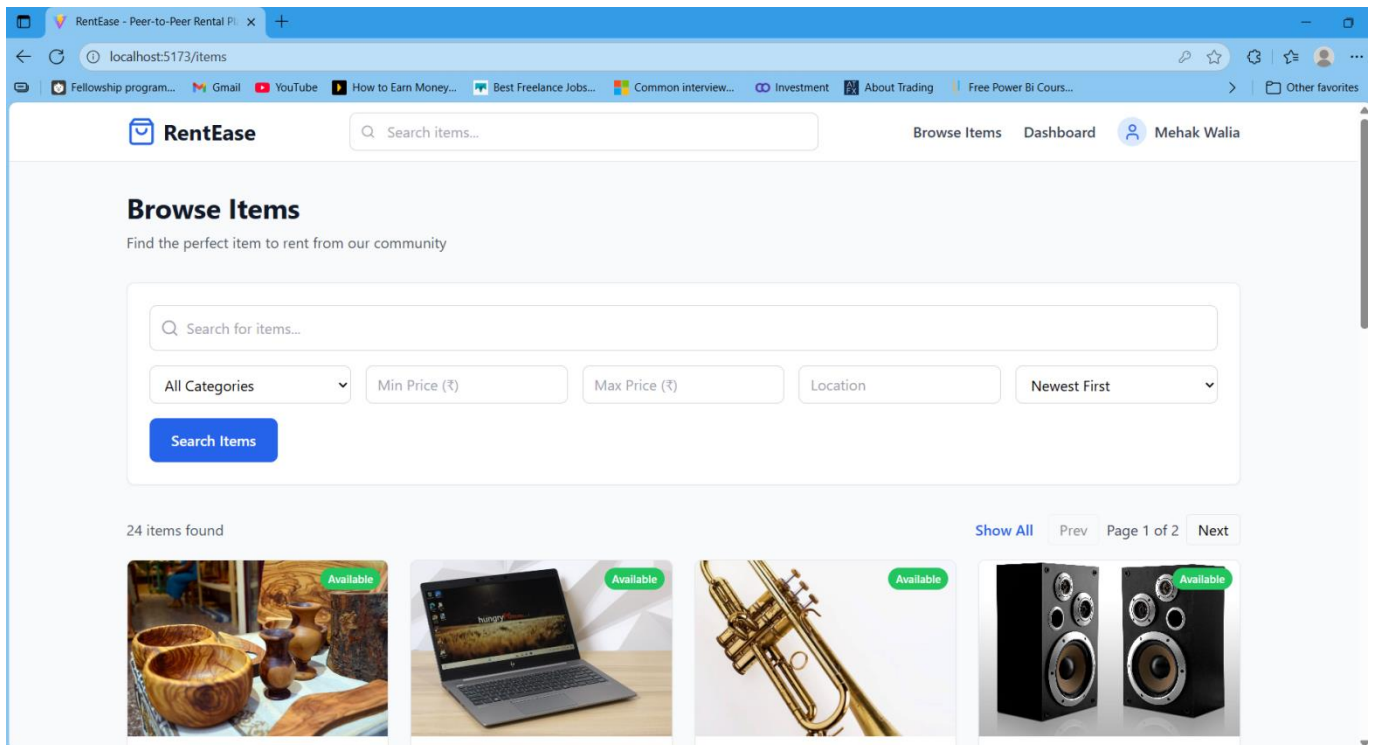 RentEase - Peer-to-Peer Rental Pl
localhost:5173/items
Fellowship program... Gmail YouTube How to Earn Money... Best Freelance Jobs... Common interview... Investment About Trading Free Power Bi Cours... Other favorites
RentEase Search items... Browse Items Dashboard Mehak Walia
Browse Items
Find the perfect item to rent from our community
Search for items...
All Categories Min Price (₹) Max Price (₹) Location Newest First
Search Items
24 items found Show All Prev Page 1 of 2 Next
Available Available Available Available
hungry